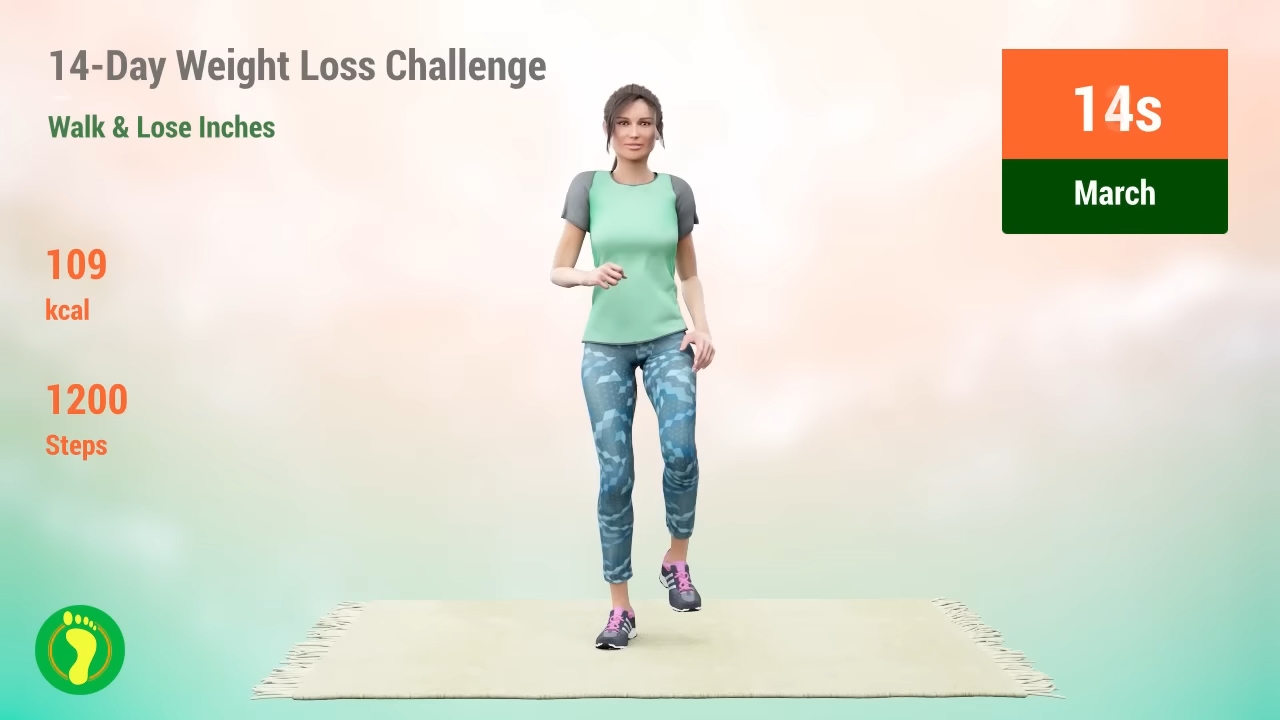 14-Day Weight Loss Challenge
Walk & Lose Inches
14s
March
109
kcal
1200
Steps